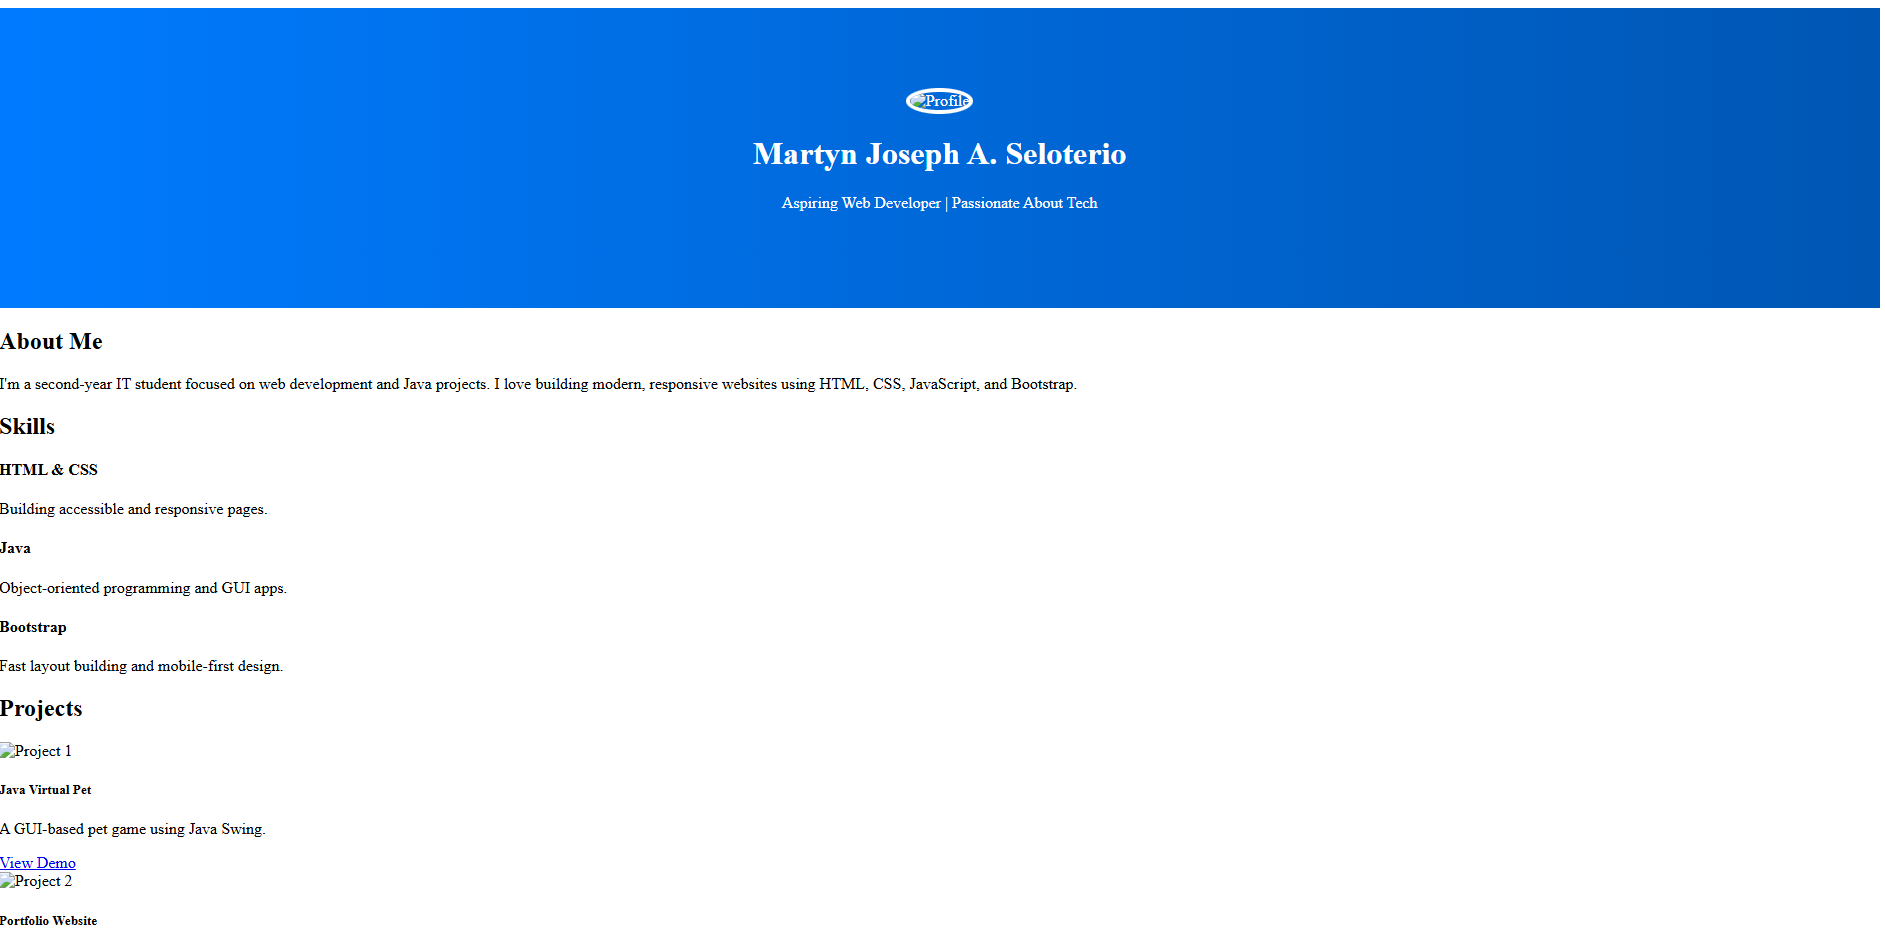 Profile
Martyn Joseph A. Seloterio
Aspiring Web Developer | Passionate About Tech
About Me
I'm a second-year IT student focused on web development and Java projects. I love building modern, responsive websites using HTML, CSS, JavaScript, and Bootstrap.
Skills
HTML & CSS
Building accessible and responsive pages.
Java
Object-oriented programming and GUI apps.
Bootstrap
Fast layout building and mobile-first design.
Projects
Project 1
Java Virtual Pet
A GUI-based pet game using Java Swing.
View Demo
Project 2
Portfolio Website